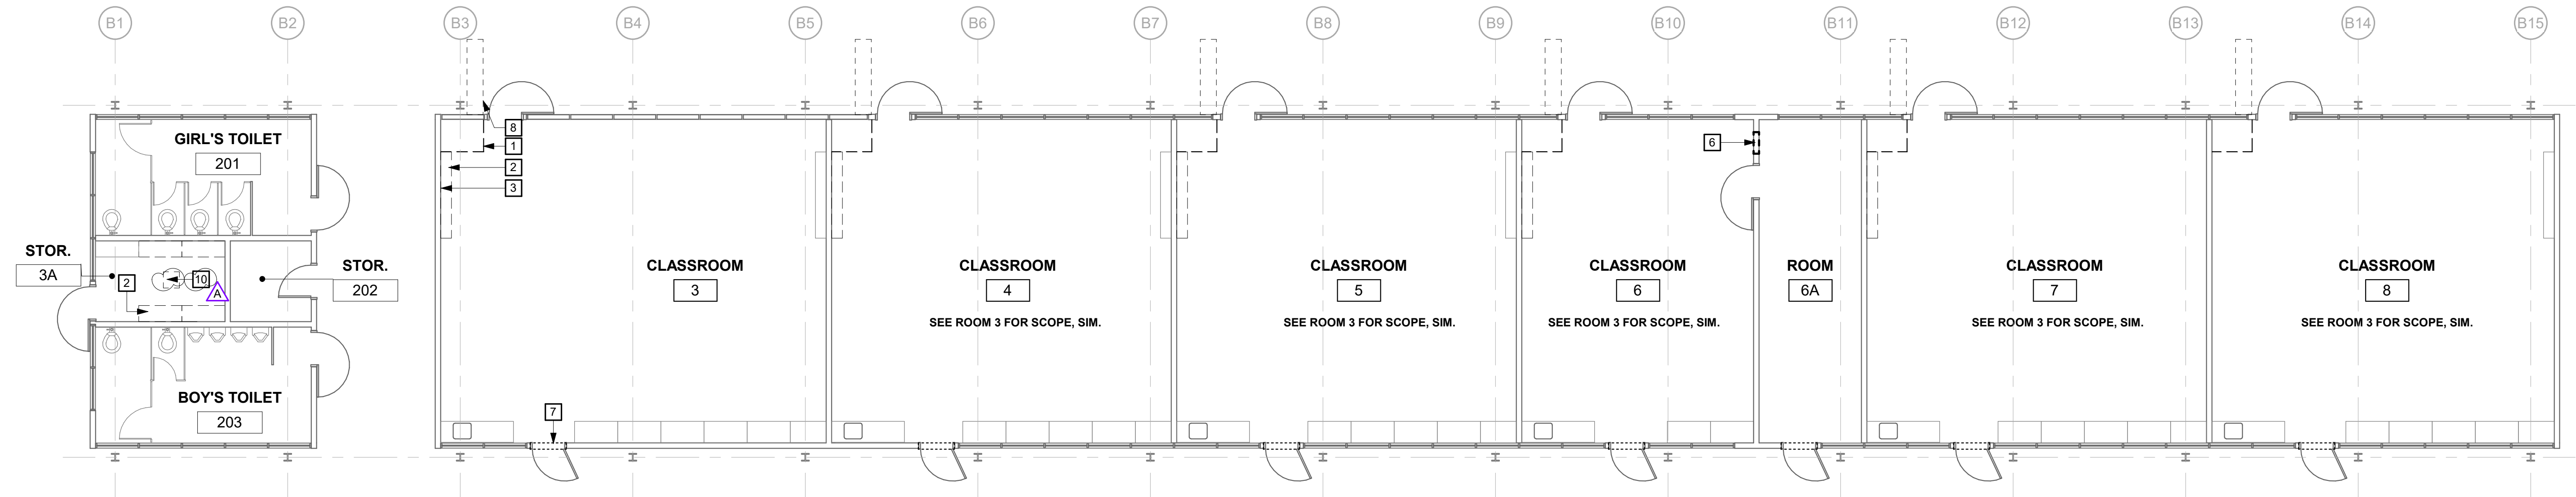 B1
B2
B3
B4
B5
B6
B7
B8
B9
B10
B11
B12
B13
B14
B15
GIRL'S TOILET
201
STOR.
3A
2
10
A
STOR.
202
BOY'S TOILET
203
8
1
2
3
CLASSROOM
3
7
CLASSROOM
4
SEE ROOM 3 FOR SCOPE, SIM.
CLASSROOM
5
SEE ROOM 3 FOR SCOPE, SIM.
6
CLASSROOM
6
SEE ROOM 3 FOR SCOPE, SIM.
ROOM
6A
CLASSROOM
7
SEE ROOM 3 FOR SCOPE, SIM.
CLASSROOM
8
SEE ROOM 3 FOR SCOPE, SIM.